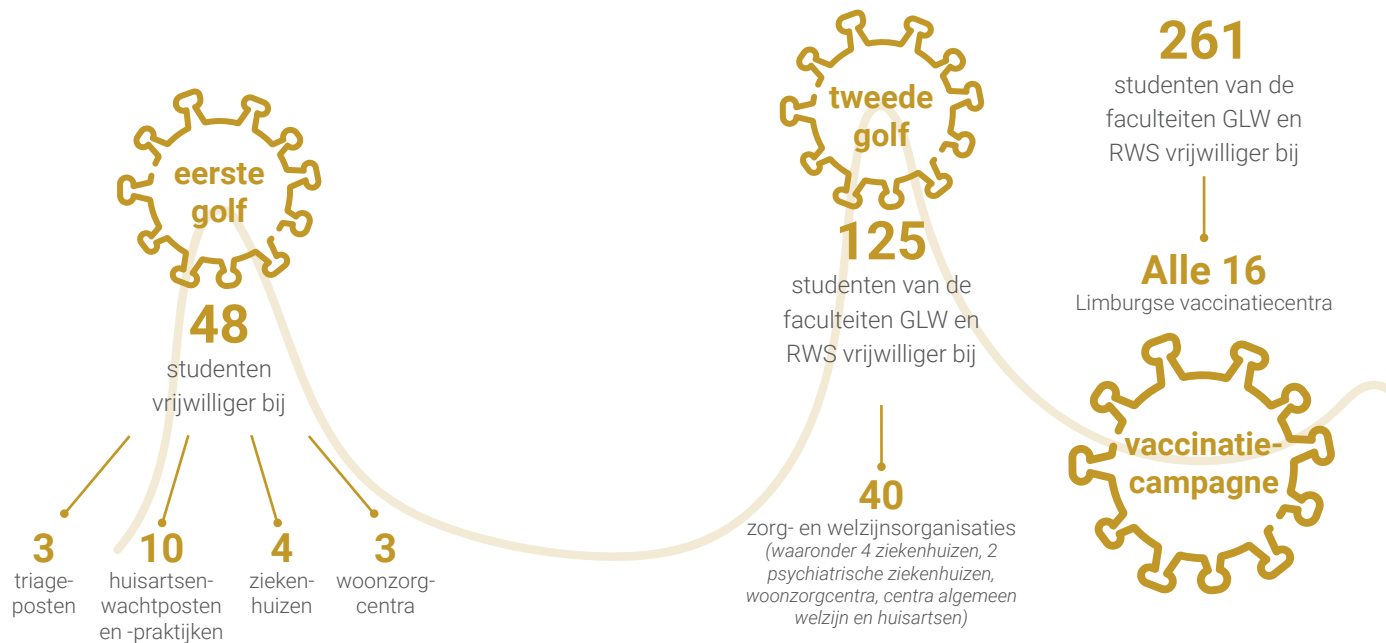 eerste
golf
48
studenten
vrijwilliger bij
3
triage-
posten
10
huisartsen-
wachtposten
en -praktijken
4
zieken-
huizen
3
woonzorg-
centra
tweede
golf
125
studenten van de
faculteiten GLW en
RWS vrijwilliger bij
40
zorg- en welzijnsorganisaties
(waaronder 4 ziekenhuizen, 2
psychiatrische ziekenhuizen,
woonzorgcentra, centra algemeen
welzijn en huisartsen)
261
studenten van de
faculteiten GLW en
RWS vrijwilliger bij
Alle 16
Limburgse vaccinatiecentra
vaccinatie-
campagne